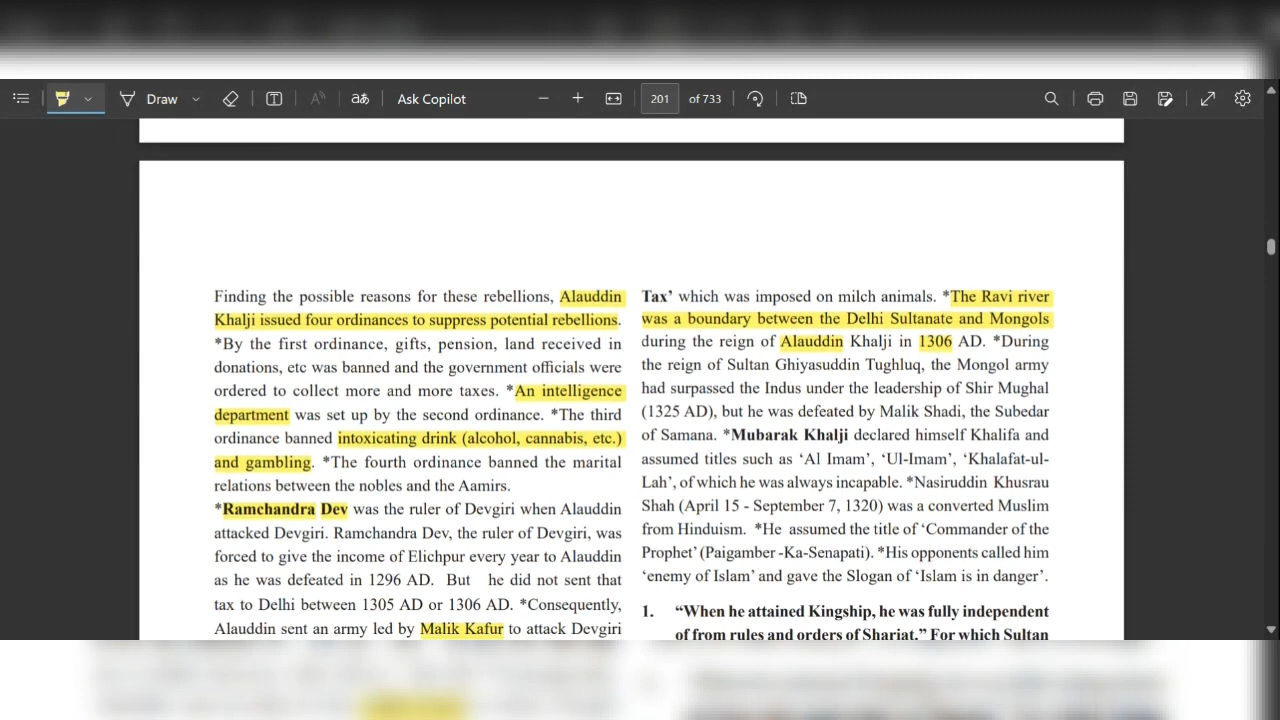 Draw
Ask Copilot
201 of 733
Finding the possible reasons for these rebellions, Alauddin
Khalji issued four ordinances to suppress potential rebellions.
*By the first ordinance, gifts, pension, land received in
donations, etc was banned and the government officials were
ordered to collect more and more taxes. *An intelligence
department was set up by the second ordinance. *The third
ordinance banned intoxicating drink (alcohol, cannabis, etc.)
and gambling. *The fourth ordinance banned the marital
relations between the nobles and the Aamirs.
*Ramchandra Dev was the ruler of Devgiri when Alauddin
attacked Devgiri. Ramchandra Dev, the ruler of Devgiri, was
forced to give the income of Elichpur every year to Alauddin
as he was defeated in 1296 AD. But he did not sent that
tax to Delhi between 1305 AD or 1306 AD. *Consequently,
Alauddin sent an army led by Malik Kafur to attack Devgiri
Tax’ which was imposed on milch animals. *The Ravi river
was a boundary between the Delhi Sultanate and Mongols
during the reign of Alauddin Khalji in 1306 AD. *During
the reign of Sultan Ghiyasuddin Tughluq, the Mongol army
had surpassed the Indus under the leadership of Shir Mughal
(1325 AD), but he was defeated by Malik Shadi, the Subedar
of Samana. *Mubarak Khalji declared himself Khalifa and
assumed titles such as ‘Al Imam’, ‘Ul-Imam’, ‘Khalafat-ul-
Lah’, of which he was always incapable. *Nasiruddin Khusrau
Shah (April 15 - September 7, 1320) was a converted Muslim
from Hinduism. *He assumed the title of ‘Commander of the
Prophet’ (Paigamber -Ka-Senapati). *His opponents called him
‘enemy of Islam’ and gave the Slogan of ‘Islam is in danger’.
1. “When he attained Kingship, he was fully independent
of from rules and orders of Shariat.” For which Sultan